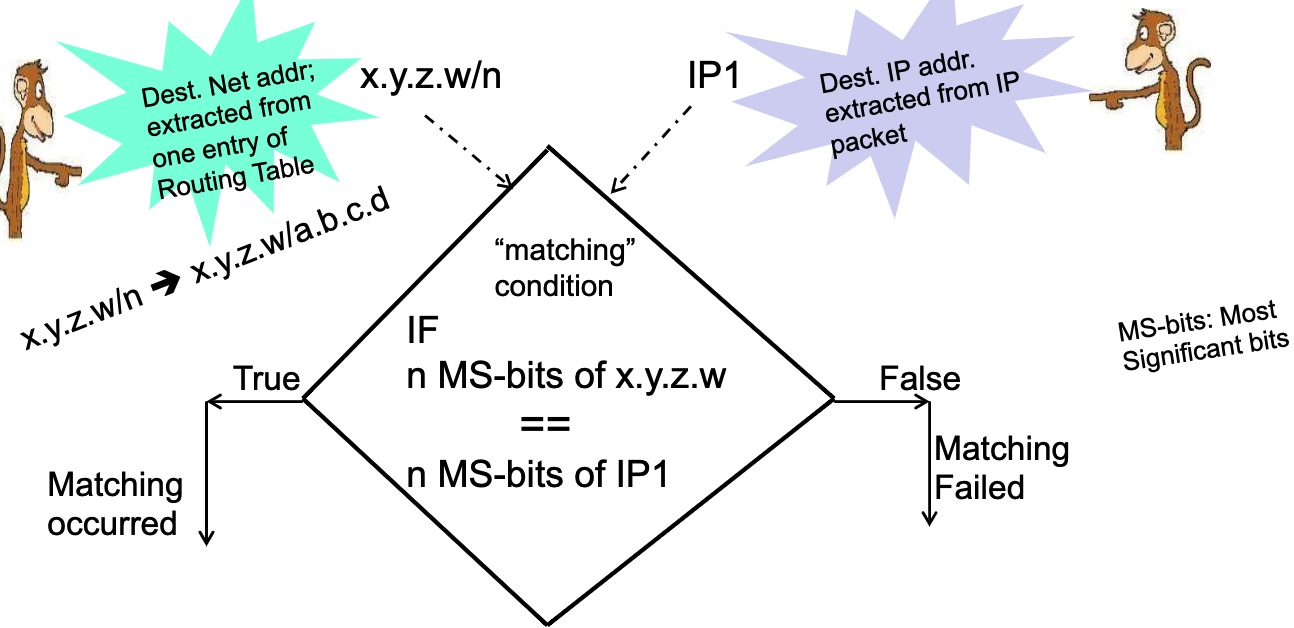 Dest. Net addr;
extracted from
one entry of
Routing Table
x.y.z.w/n
IP1
Dest. IP addr.
extracted from IP
packet
x.y.z.w/n ➔ x.y.z.w/a.b.c.d
“matching”
condition
IF
n MS-bits of x.y.z.w
==
n MS-bits of IP1
True
Matching
occurred
False
Matching
Failed
MS-bits: Most
Significant bits